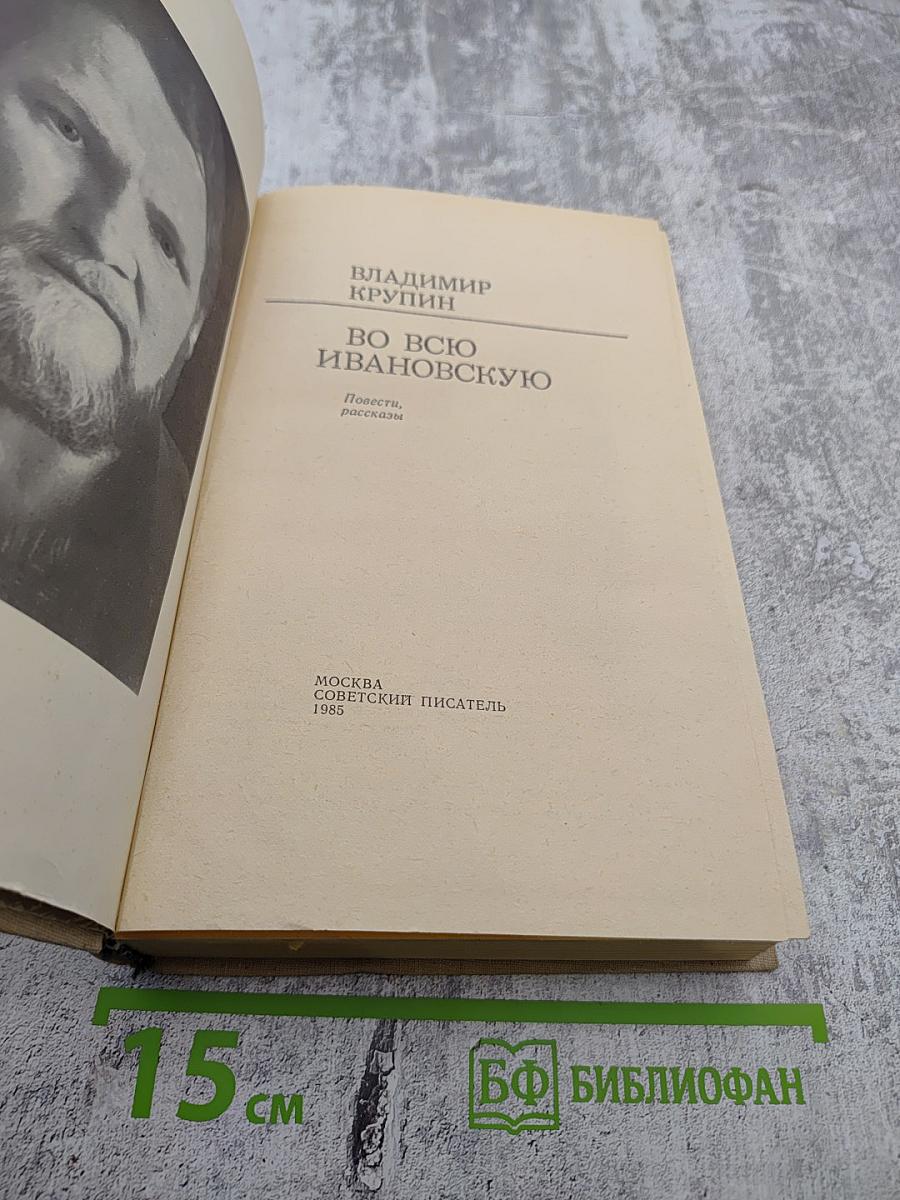 ВЛАДИМИР
КРУПИН
ВО ВСЮ
ИВАНОВСКУЮ
Повести,
рассказы
МОСКВА
СОВЕТСКИЙ ПИСАТЕЛЬ
1985
15 см
БФ БИБЛИОФАН